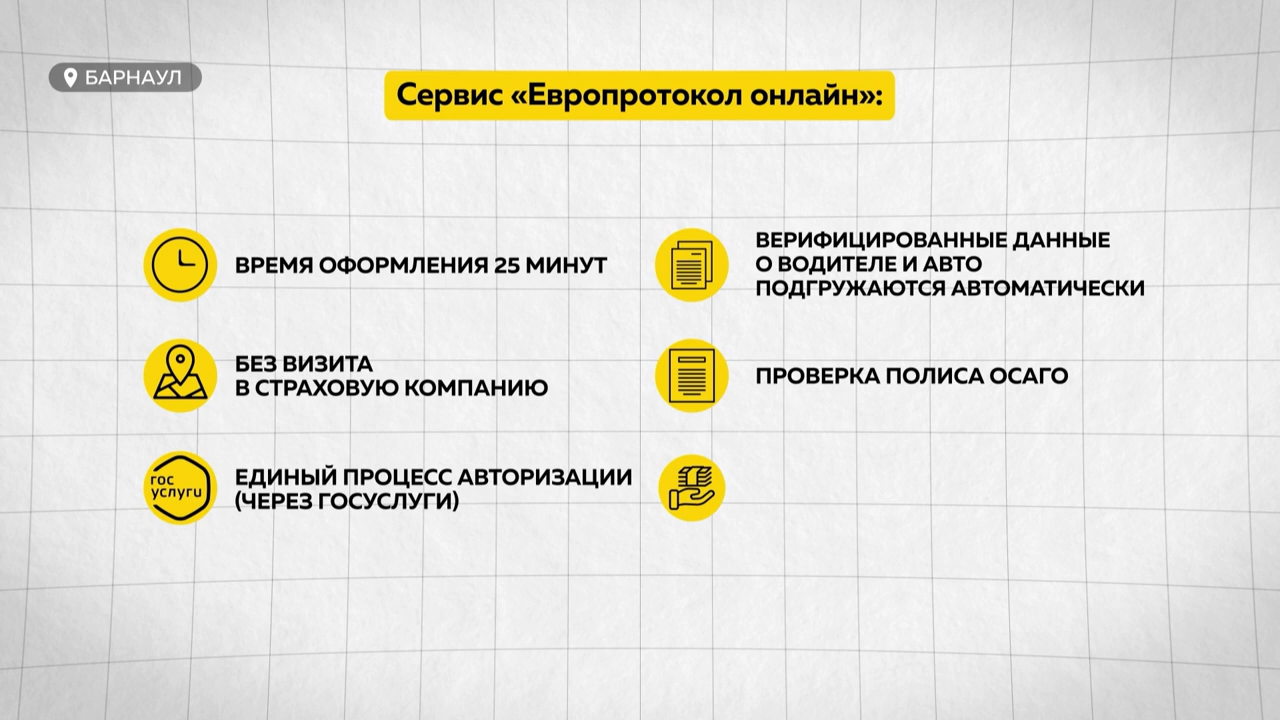 БАРНАУЛ
Сервис «Европротокол онлайн»:
ВРЕМЯ ОФОРМЛЕНИЯ 25 МИНУТ
БЕЗ ВИЗИТА
В СТРАХОВУЮ КОМПАНИЮ
гос
услуги
ЕДИНЫЙ ПРОЦЕСС АВТОРИЗАЦИИ
(ЧЕРЕЗ ГОСУСЛУГИ)
ВЕРИФИЦИРОВАННЫЕ ДАННЫЕ
О ВОДИТЕЛЕ И АВТО
ПОДГРУЖАЮТСЯ АВТОМАТИЧЕСКИ
ПРОВЕРКА ПОЛИСА ОСАГО